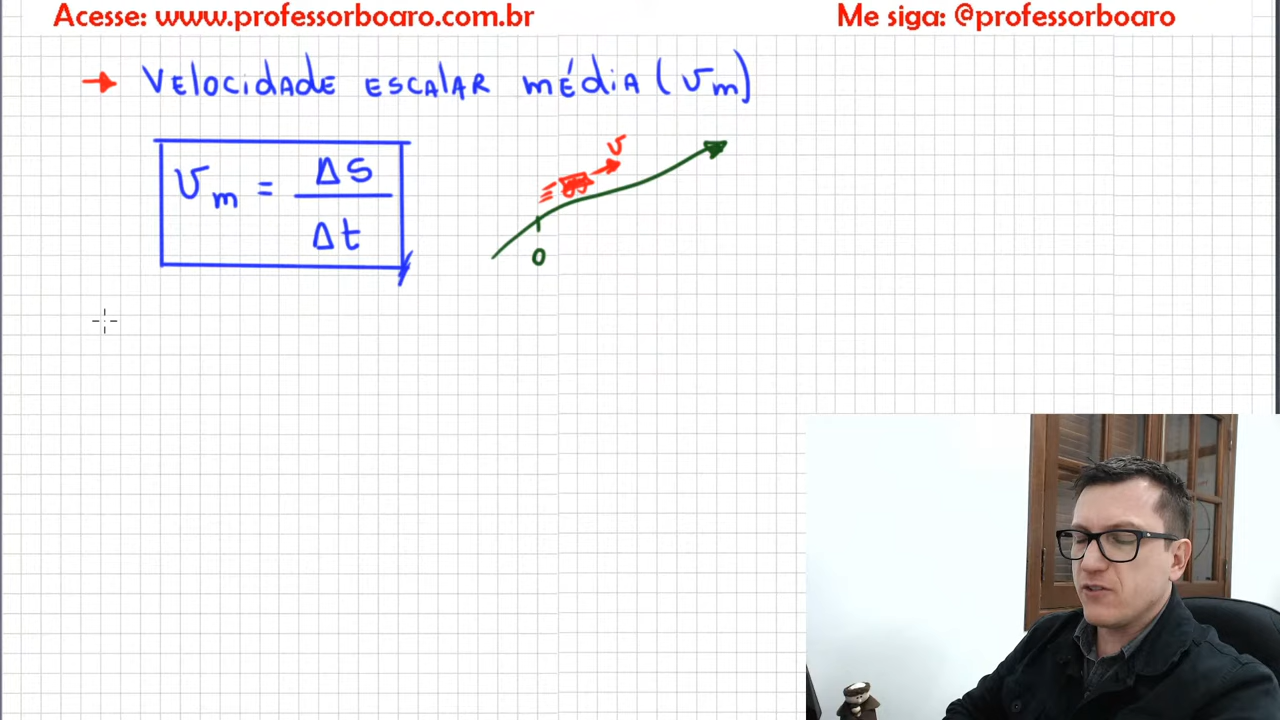 Acesse: www.professorboaro.com.br
Me siga: @professorboaro
→ Velocidade escalar média (vm)
vm = Δs
Δt
v
0